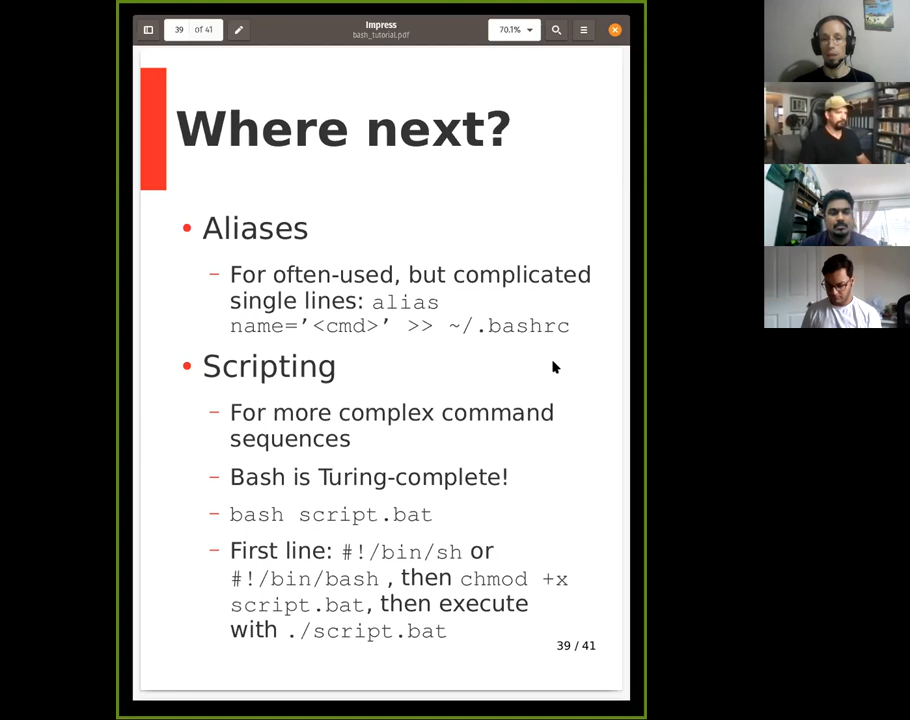 39 of 41
Impress
bash_tutorial.pdf
70.1%
Where next?
• Aliases
– For often-used, but complicated
single lines: alias
name=’<cmd>’ >> ~/.bashrc
• Scripting
– For more complex command
sequences
– Bash is Turing-complete!
– bash script.bat
– First line: #!/bin/sh or
#!/bin/bash , then chmod +x
script.bat, then execute
with ./script.bat
39 / 41